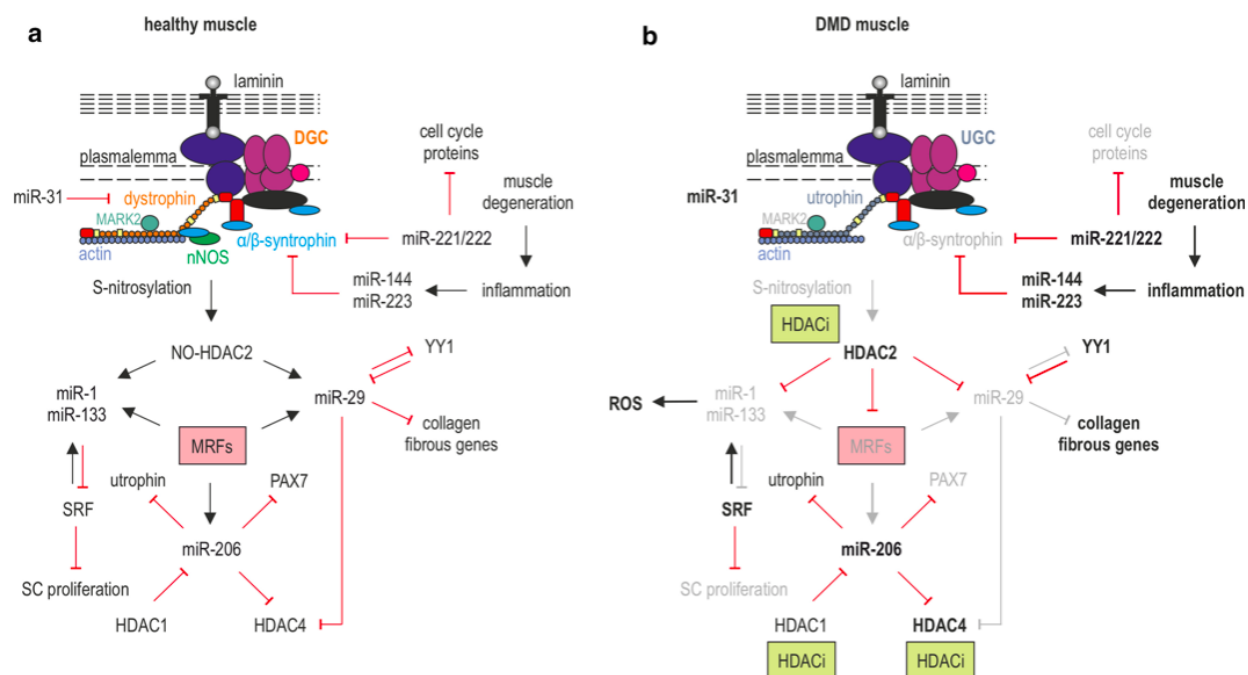 a
healthy muscle
laminin
DGC
plasmalemma
cell cycle
proteins
muscle
degeneration
miR-31
dystrophin
MARK2
actin
nNOS
α/β-syntrophin
miR-221/222
miR-144
miR-223
inflammation
S-nitrosylation
NO-HDAC2
YY1
miR-1
miR-133
miR-29
collagen
fibrous genes
MRFs
utrophin
PAX7
SRF
miR-206
SC proliferation
HDAC1
HDAC4
b
DMD muscle
laminin
UGC
plasmalemma
cell cycle
proteins
muscle
degeneration
miR-31
utrophin
MARK2
actin
α/β-syntrophin
miR-221/222
miR-144
miR-223
inflammation
S-nitrosylation
HDACi
HDAC2
YY1
ROS
miR-1
miR-133
miR-29
collagen
fibrous genes
MRFs
utrophin
PAX7
SRF
miR-206
SC proliferation
HDAC1
HDAC4
HDACi
HDACi